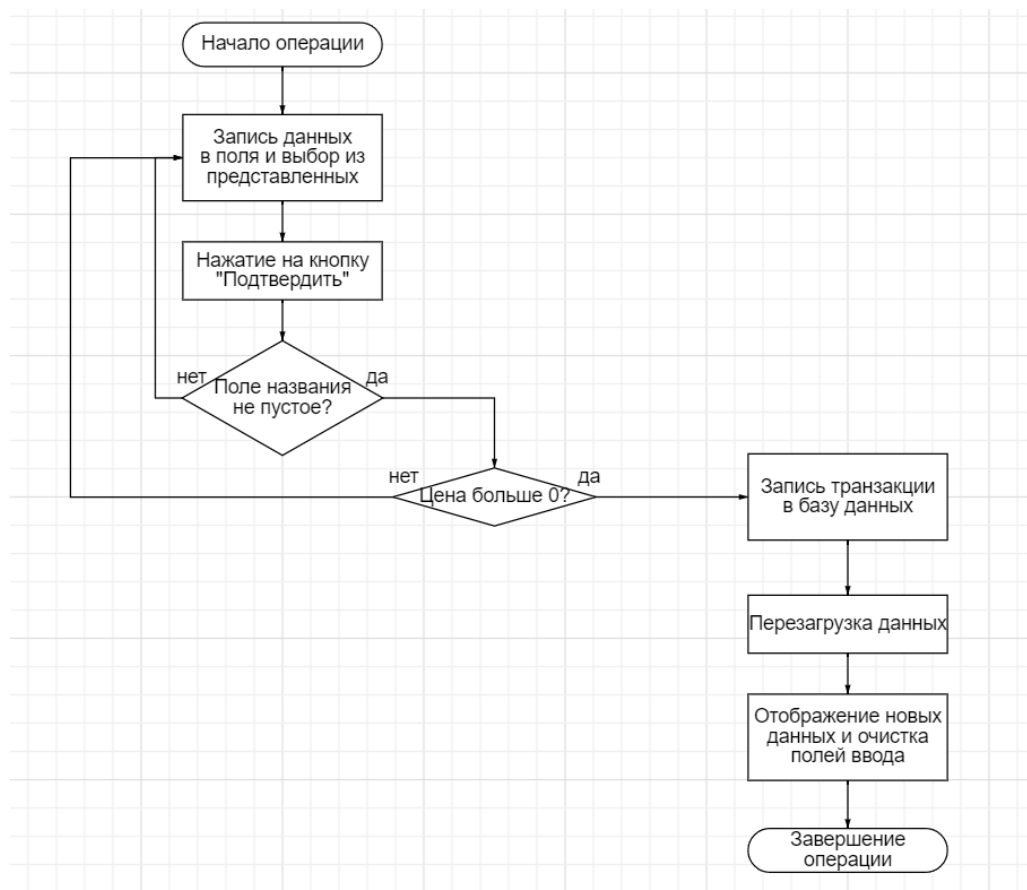 Начало операции
Запись данных
в поля и выбор из
представленных
Нажатие на кнопку
"Подтвердить"
нет
Поле названия
не пустое?
да
нет
Цена больше 0?
да
Запись транзакции
в базу данных
Перезагрузка данных
Отображение новых
данных и очистка
полей ввода
Завершение
операции